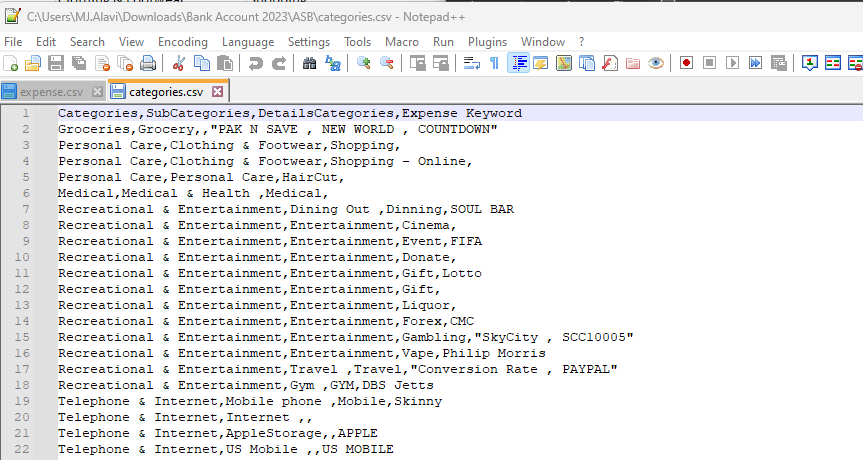 C:\Users\MJ.Alavi\Downloads\Bank Account 2023\ASB\categories.csv - Notepad++
File Edit Search View Encoding Language Settings Tools Macro Run Plugins Window ?
expense.csv categories.csv
1 Categories,SubCategories,DetailsCategories,Expense Keyword
2 Groceries,Grocery,,"PAK N SAVE , NEW WORLD , COUNTDOWN"
3 Personal Care,Clothing & Footwear,Shopping,
4 Personal Care,Clothing & Footwear,Shopping - Online,
5 Personal Care,Personal Care,HairCut,
6 Medical,Medical & Health ,Medical,
7 Recreational & Entertainment,Dining Out ,Dinning,SOUL BAR
8 Recreational & Entertainment,Entertainment,Cinema,
9 Recreational & Entertainment,Entertainment,Event,FIFA
10 Recreational & Entertainment,Entertainment,Donate,
11 Recreational & Entertainment,Entertainment,Gift,Lotto
12 Recreational & Entertainment,Entertainment,Gift,
13 Recreational & Entertainment,Entertainment,Liquor,
14 Recreational & Entertainment,Entertainment,Forex,CMC
15 Recreational & Entertainment,Entertainment,Gambling,"SkyCity , SCC10005"
16 Recreational & Entertainment,Entertainment,Vape,Philip Morris
17 Recreational & Entertainment,Travel ,Travel,"Conversion Rate , PAYPAL"
18 Recreational & Entertainment,Gym ,GYM,DBS Jetts
19 Telephone & Internet,Mobile phone ,Mobile,Skinny
20 Telephone & Internet,Internet ,,
21 Telephone & Internet,AppleStorage,,APPLE
22 Telephone & Internet,US Mobile ,,US MOBILE